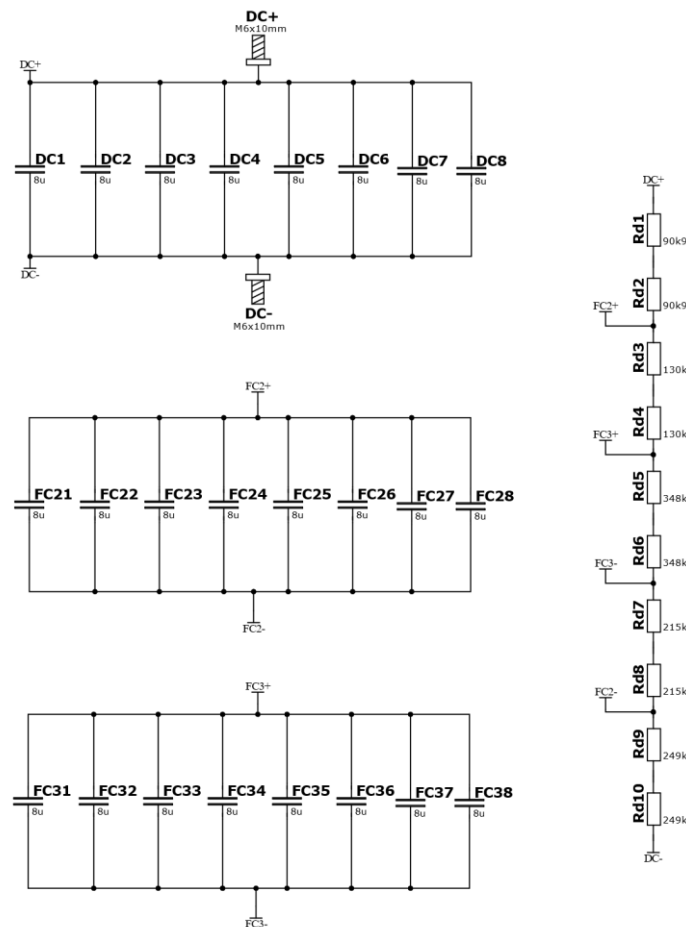 DC+
M6x10mm
DC+
DC1
8u
DC2
8u
DC3
8u
DC4
8u
DC5
8u
DC6
8u
DC7
8u
DC8
8u
DC-
DC-
M6x10mm
FC2+
FC21
8u
FC22
8u
FC23
8u
FC24
8u
FC25
8u
FC26
8u
FC27
8u
FC28
8u
FC2-
FC3+
FC31
8u
FC32
8u
FC33
8u
FC34
8u
FC35
8u
FC36
8u
FC37
8u
FC38
8u
FC3-
DC+
Rd1
90k9
Rd2
90k9
FC2+
Rd3
130k
Rd4
130k
FC3+
Rd5
348k
Rd6
348k
FC3-
Rd7
215k
Rd8
215k
FC2-
Rd9
249k
Rd10
249k
DC-